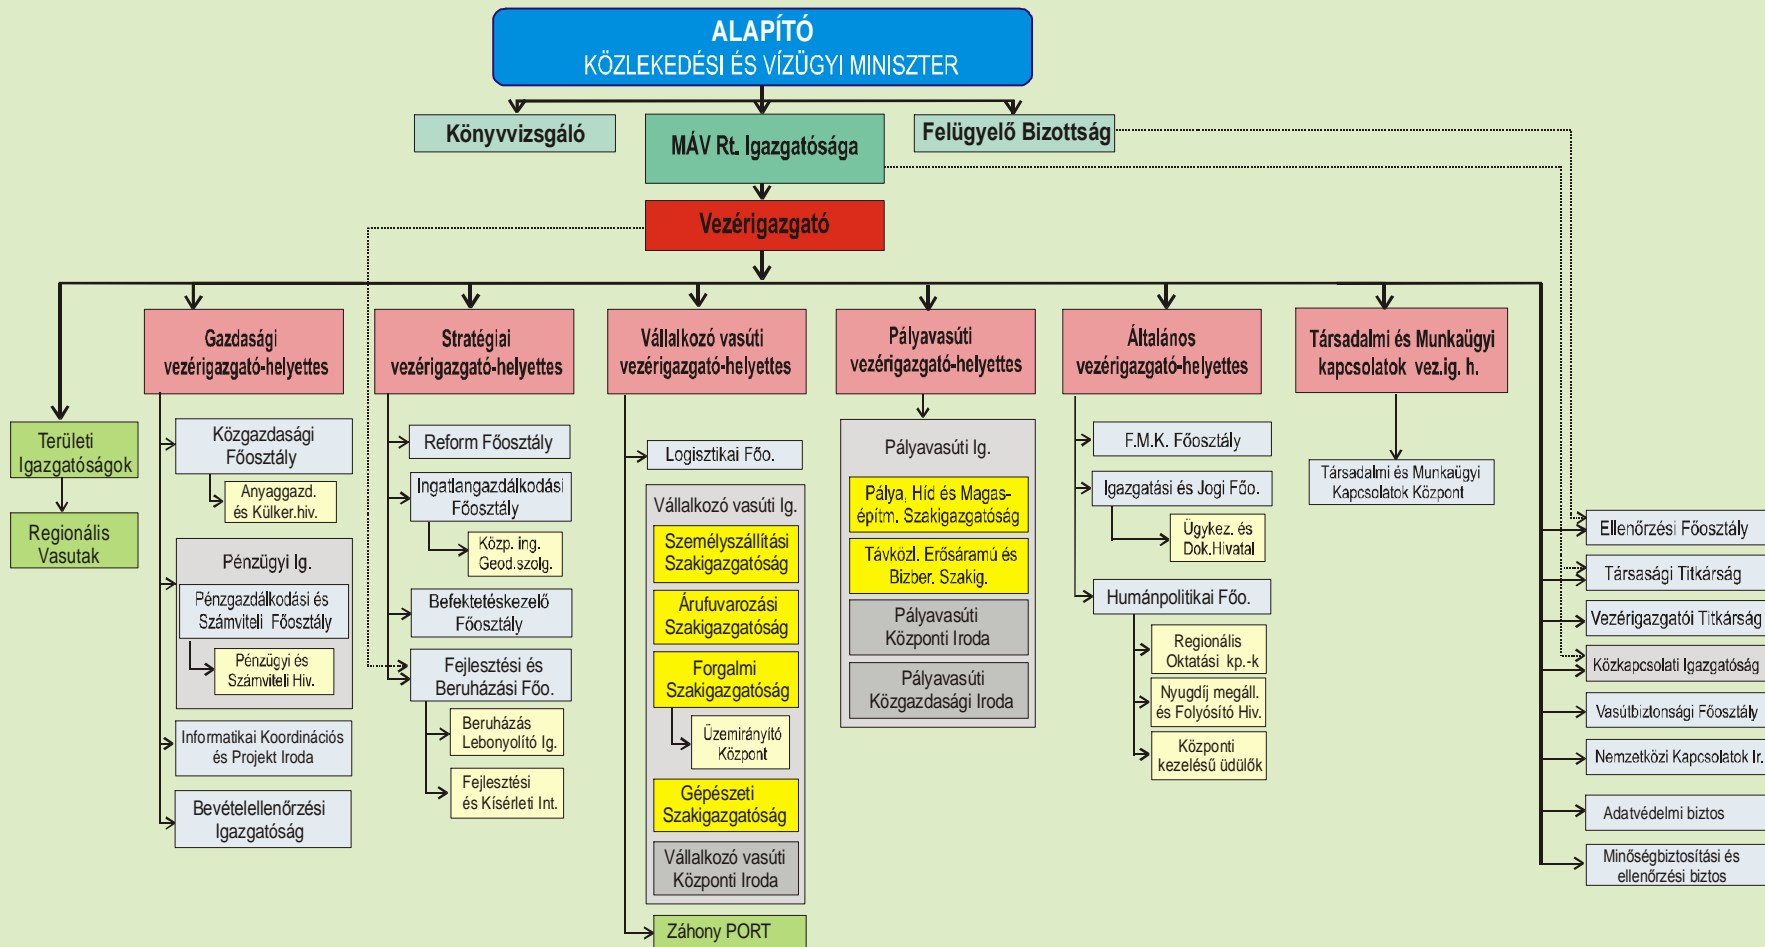 ALAPÍTÓ
KÖZLEKEDÉSI ÉS VÍZÜGYI MINISZTER
Könyvvizsgáló
MÁV Rt. Igazgatósága
Felügyelő Bizottság
Vezérigazgató
Területi
Igazgatóságok
Regionális
Vasutak
Gazdasági
vezérigazgató-helyettes
Közgazdasági
Főosztály
Anyaggazd.
és Külker.hiv.
Pénzügyi Ig.
Pénzgazdálkodási és
Számviteli Főosztály
Pénzügyi és
Számviteli Hiv.
Informatikai Koordinációs
és Projekt Iroda
Bevételellenőrzési
Igazgatóság
Stratégiai
vezérigazgató-helyettes
Reform Főosztály
Ingatlangazdálkodási
Főosztály
Közp. ing.
Geod.szolg.
Befektetéskezelő
Főosztály
Fejlesztési és
Beruházási Főo.
Beruházás
Lebonyolító Ig.
Fejlesztési
és Kísérleti Int.
Vállalkozó vasúti
vezérigazgató-helyettes
Logisztikai Főo.
Vállalkozó vasúti Ig.
Személyszállítási
Szakigazgatóság
Árufuvarozási
Szakigazgatóság
Forgalmi
Szakigazgatóság
Üzemirányító
Központ
Gépészeti
Szakigazgatóság
Vállalkozó vasúti
Központi Iroda
Záhony PORT
Pályavasúti
vezérigazgató-helyettes
Pályavasúti Ig.
Pálya, Híd és Magas-
építm. Szakigazgatóság
Távközl. Erősáramú és
Bizber. Szakig.
Pályavasúti
Központi Iroda
Pályavasúti
Közgazdasági Iroda
Általános
vezérigazgató-helyettes
F.M.K. Főosztály
Igazgatási és Jogi Főo.
Ügykez. és
Dok.Hivatal
Humánpolitikai Főo.
Regionális
Oktatási kp.-k
Nyugdíj megáll.
és Folyósító Hiv.
Központi
kezelésű üdülők
Társadalmi és Munkaügyi
kapcsolatok vez.ig. h.
Társadalmi és Munkaügyi
Kapcsolatok Központ
Ellenőrzési Főosztály
Társasági Titkárság
Vezérigazgatói Titkárság
Közkapcsolati Igazgatóság
Vasútbiztonsági Főosztály
Nemzetközi Kapcsolatok Ir.
Adatvédelmi biztos
Minőségbiztosítási és
ellenőrzési biztos